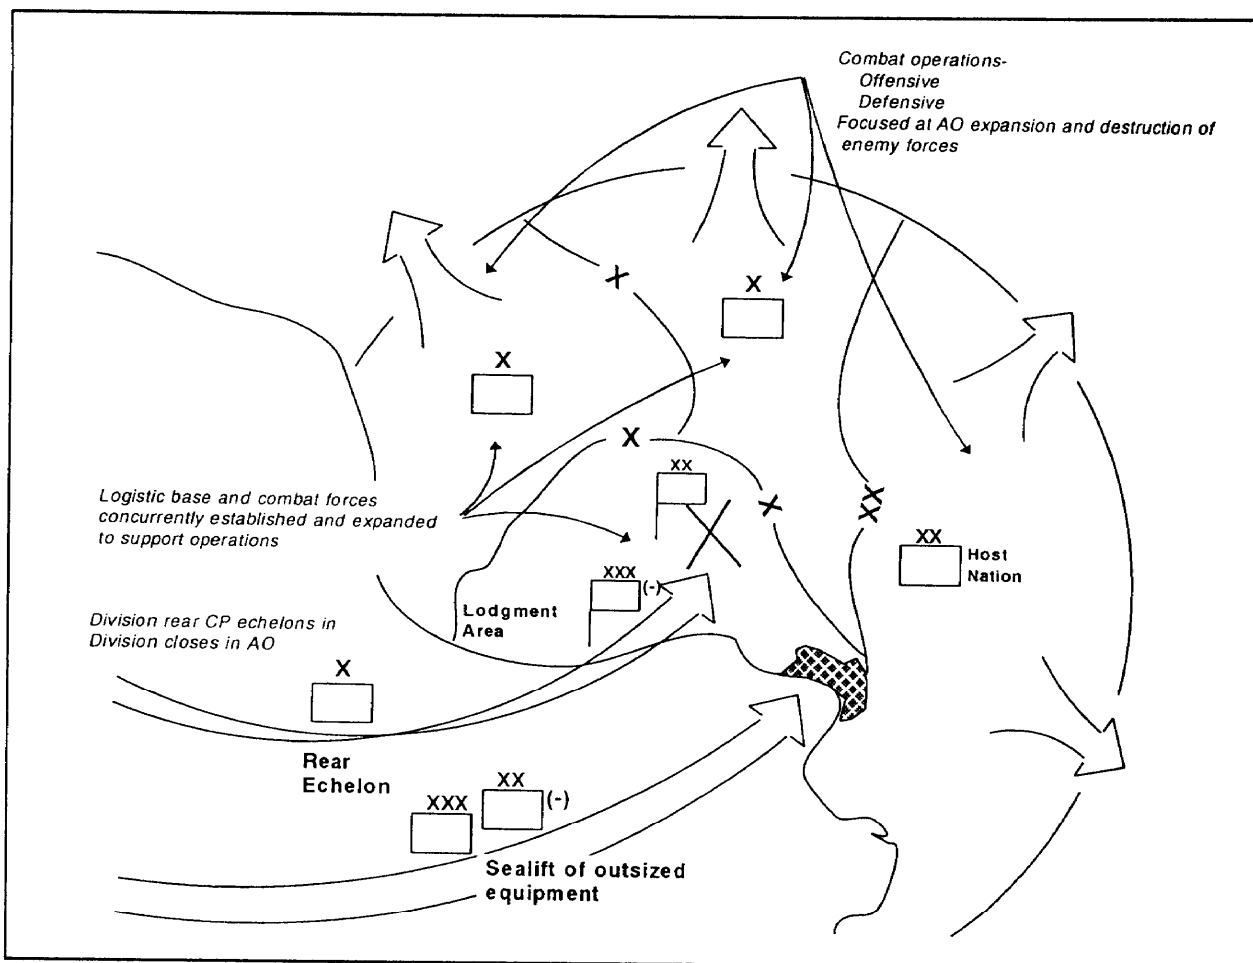 Combat operations-
Offensive
Defensive
Focused at AO expansion and destruction of
enemy forces
X
X
X
X
XX
X
XX
Logistic base and combat forces
concurrently established and expanded
to support operations
XX
Host
Nation
XXX
(-)
Lodgment
Area
Division rear CP echelons in
Division closes in AO
X
Rear
Echelon
XX
(-)
XXX
Sealift of outsized
equipment